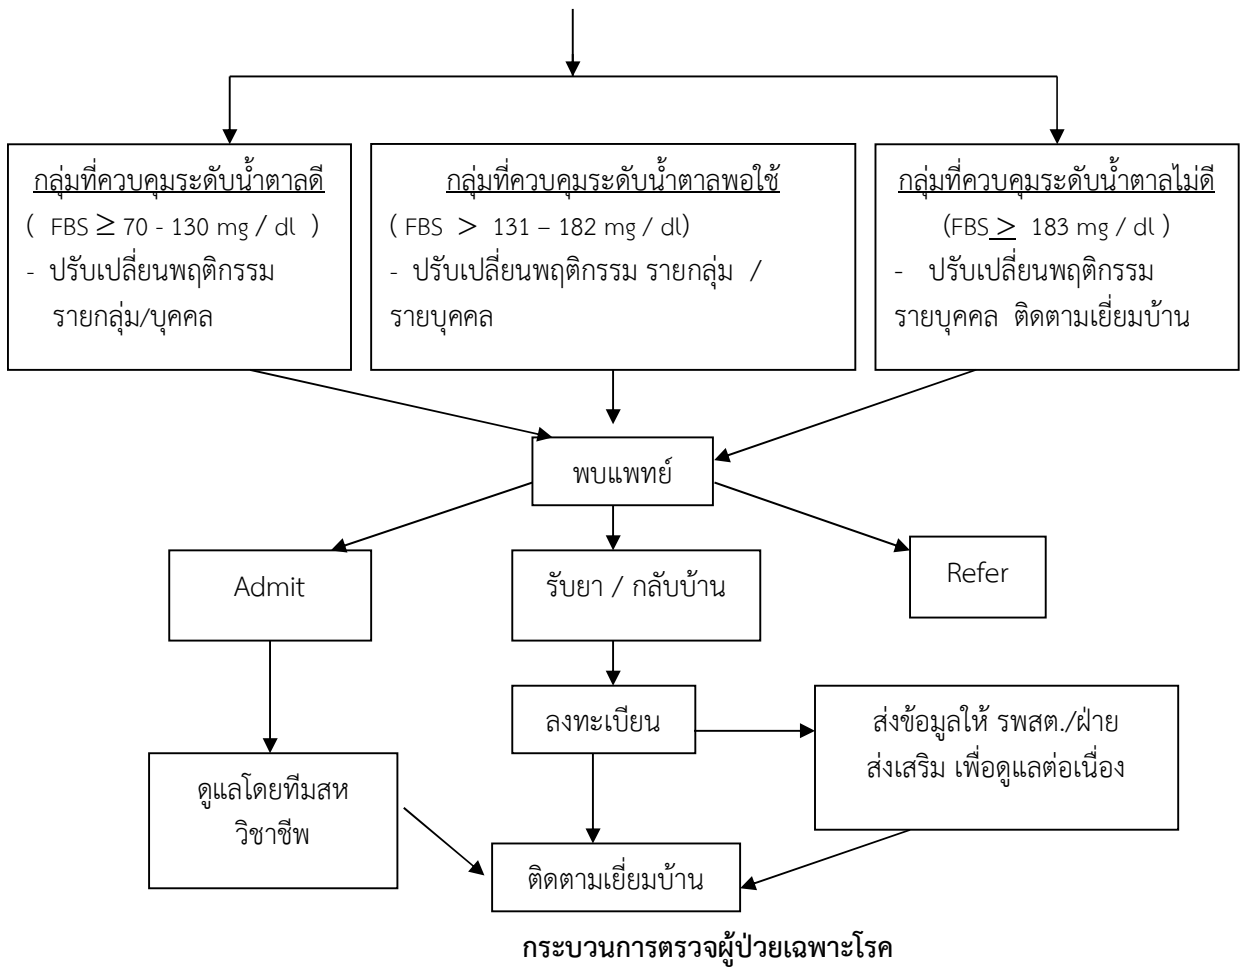 กลุ่มที่ควบคุมระดับน้ำตาลดี
( FBS ≥ 70 - 130 mg / dl )
- ปรับเปลี่ยนพฤติกรรม
รายกลุ่ม/บุคคล
กลุ่มที่ควบคุมระดับน้ำตาลพอใช้
( FBS > 131 – 182 mg / dl)
- ปรับเปลี่ยนพฤติกรรม รายกลุ่ม /
รายบุคคล
กลุ่มที่ควบคุมระดับน้ำตาลไม่ดี
(FBS > 183 mg / dl )
- ปรับเปลี่ยนพฤติกรรม
รายบุคคล ติดตามเยี่ยมบ้าน
พบแพทย์
Admit
รับยา / กลับบ้าน
Refer
ลงทะเบียน
ส่งข้อมูลให้ รพสต./ฝ่าย
ส่งเสริม เพื่อดูแลต่อเนื่อง
ดูแลโดยทีมสห
วิชาชีพ
ติดตามเยี่ยมบ้าน
กระบวนการตรวจผู้ป่วยเฉพาะโรค